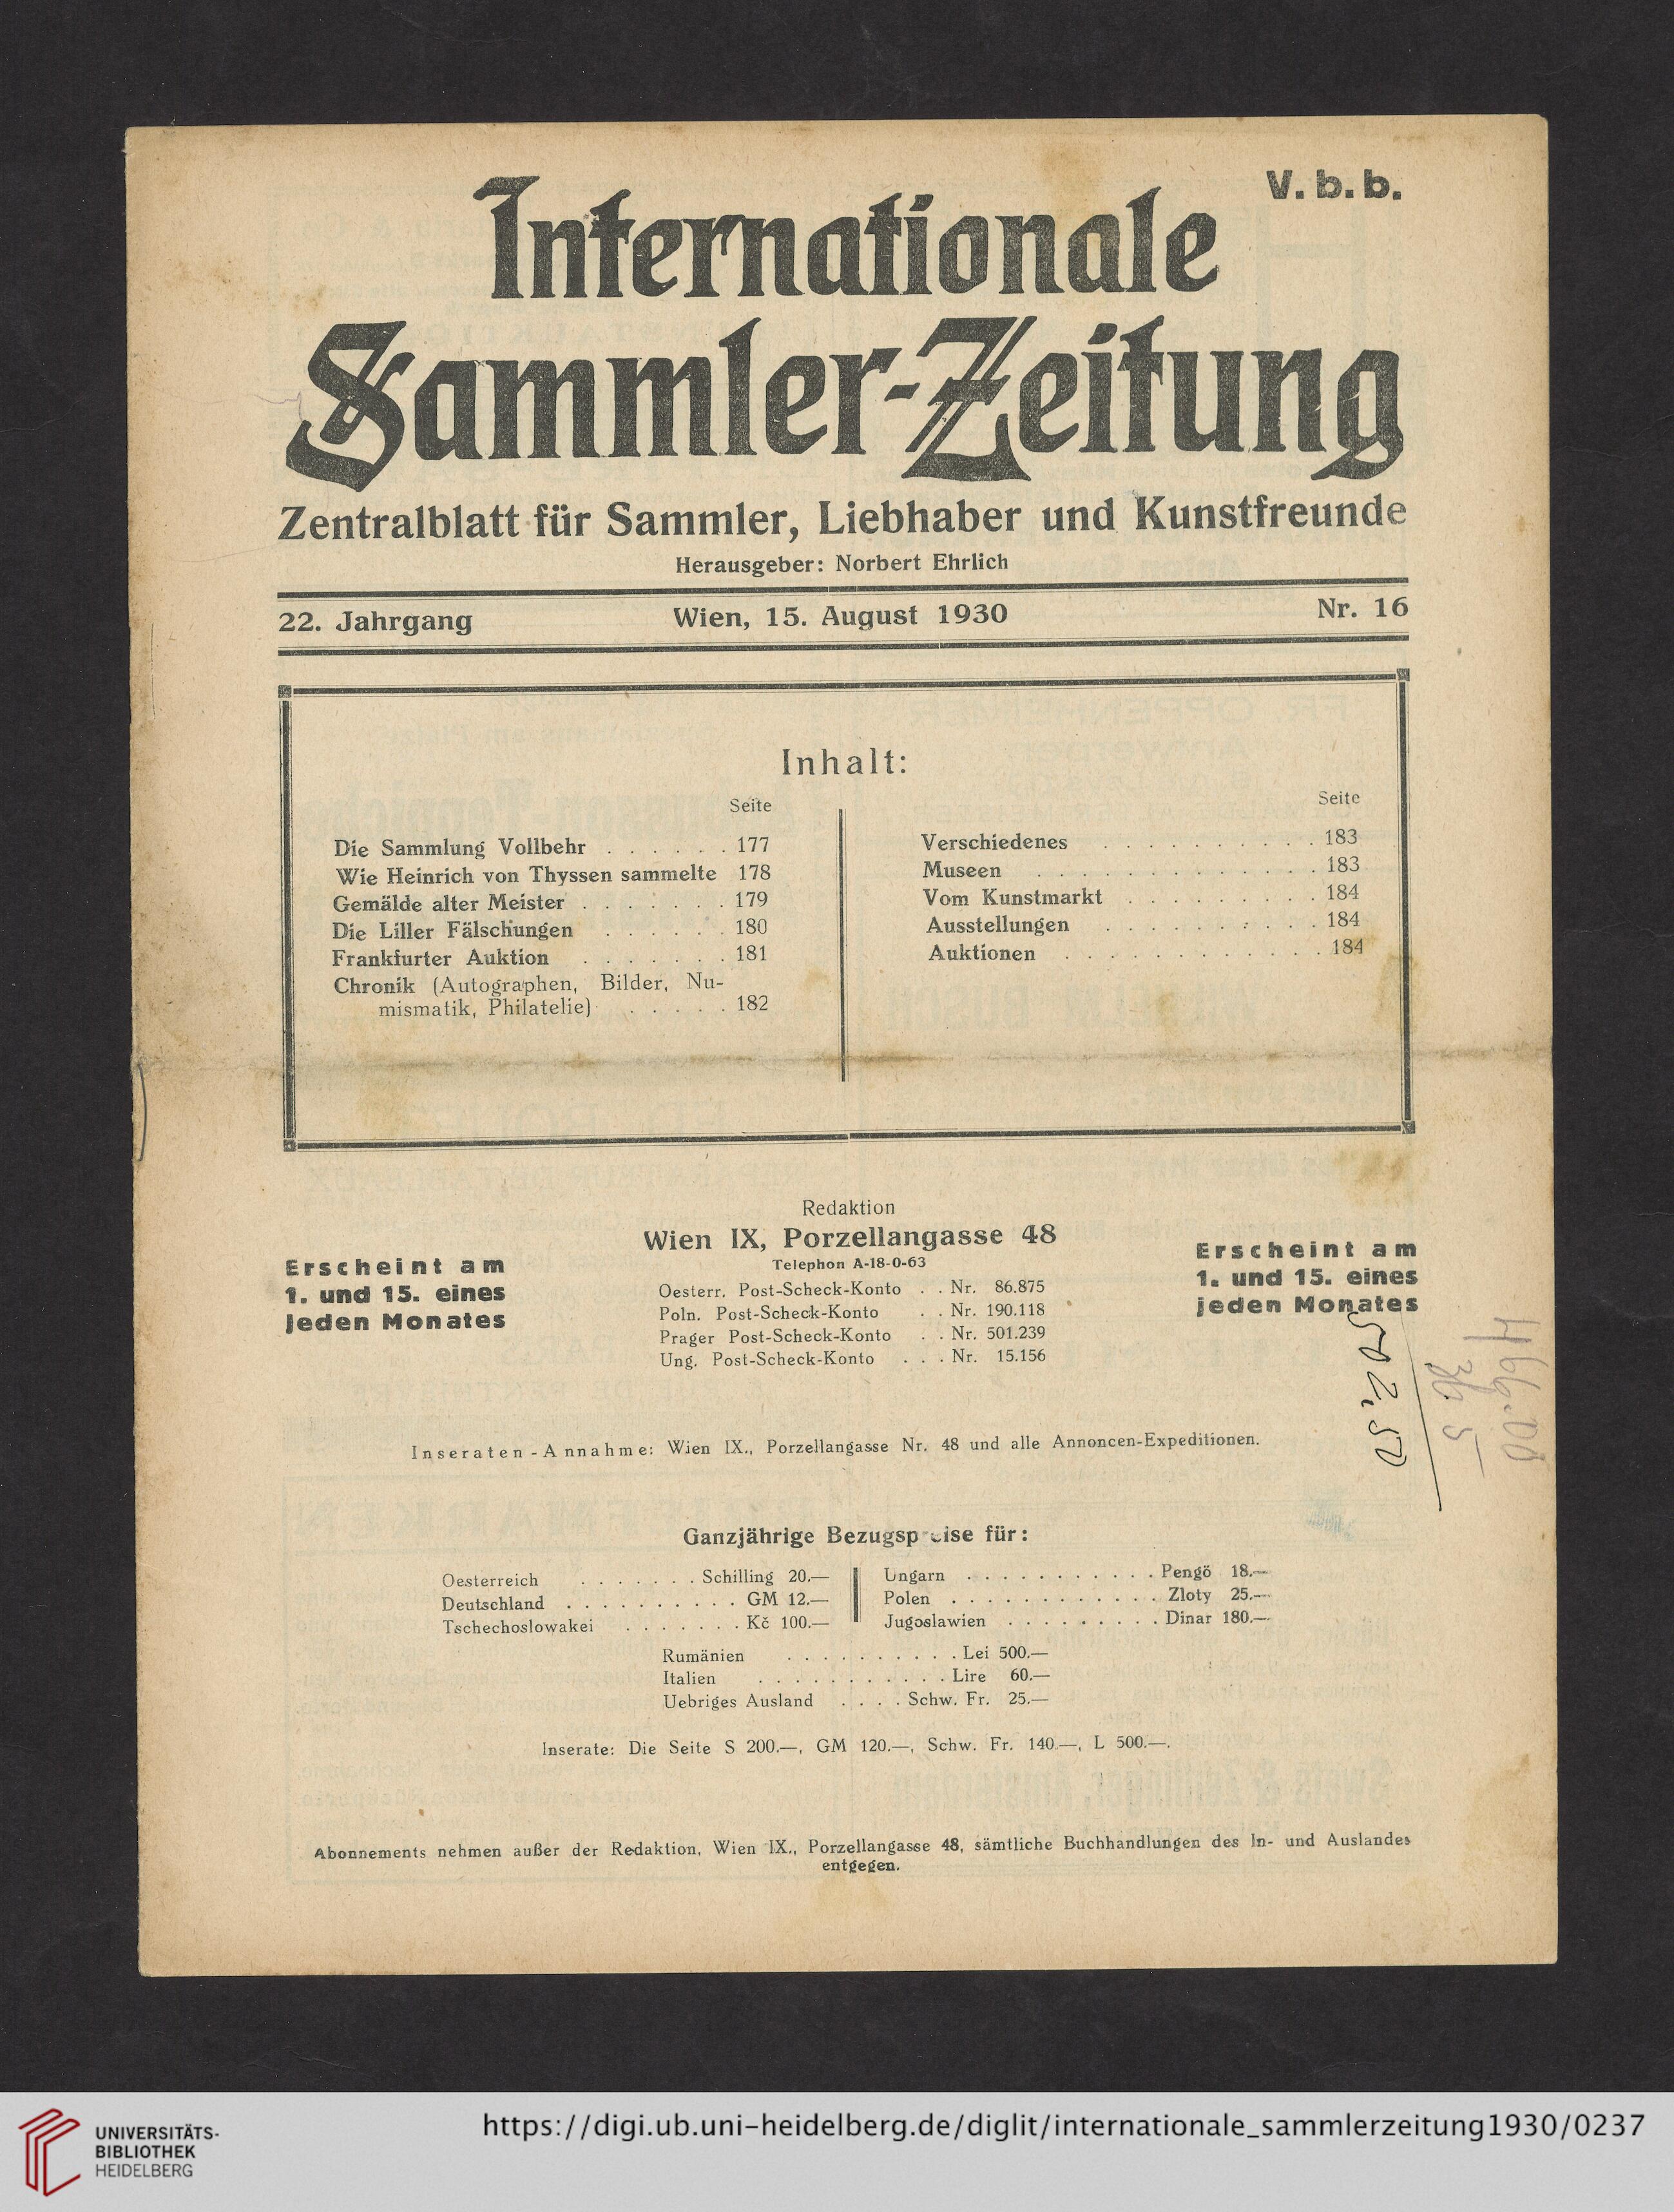 V. b. b.
Internationale
Sammler-Zeitung
Zentralblatt für Sammler, Liebhaber und Kunstfreunde
Herausgeber: Norbert Ehrlich
22. Jahrgang Wien, 15. August 1930 Nr. 16
Inhalt:
Seite
Die Sammlung Vollbehr . . . . . . 177
Wie Heinrich von Thyssen sammelte 178
Gemälde alter Meister . . . . . . . 179
Die Liller Fälschungen . . . . . . 180
Frankfurter Auktion . . . . . . . 181
Chronik (Autographen, Bilder, Nu-
mismatik, Philatelie) . . . . . 182
Seite
Verschiedenes . . . . . . . . . . 183
Museen . . . . . . . . . . . . . 183
Vom Kunstmarkt . . . . . . . . . 184
Ausstellungen . . . . . . . . . . 184
Auktionen . . . . . . . . . . . . 184
Redaktion
Wien IX, Porzellangasse 48
Telephon A-18-0-63
Oesterr. Post-Scheck-Konto . . Nr. 86.875
Poln. Post-Scheck-Konto . . Nr. 190.118
Prager Post-Scheck-Konto . . Nr. 501.239
Ung. Post-Scheck-Konto . . . Nr. 15.156
Erscheint am
1. und 15. eines
jeden Monates
Erscheint am
1. und 15. eines
jeden Monates
502,50
36.5
466.00
Inseraten-Annahme: Wien IX., Porzellangasse Nr. 48 und alle Annoncen-Expeditionen.
Ganzjährige Bezugspreise für:
Oesterreich . . . . . . . Schilling 20.—
Deutschland . . . . . . . . . . GM 12.—
Tschechoslowakei . . . . . . . Kč 100.—
Ungarn . . . . . . . . . . . Pengö 18.—
Polen . . . . . . . . . . . . Zloty 25.—
Jugoslawien . . . . . . . . . Dinar 180.—
Rumänien . . . . . . . . . . Lei 500.—
Italien . . . . . . . . . . . Lire 60.—
Uebriges Ausland . . . . Schw. Fr. 25.—
Inserate: Die Seite S 200.—, GM 120.—, Schw. Fr. 140.—, L 500.—.
Abonnements nehmen außer der Redaktion, Wien IX., Porzellangasse 48, sämtliche Buchhandlungen des In- und Auslandes
entgegen.
UNIVERSITÄTS-
BIBLIOTHEK
HEIDELBERG
https://digi.ub.uni-heidelberg.de/diglit/internationale_sammlerzeitung1930/0237